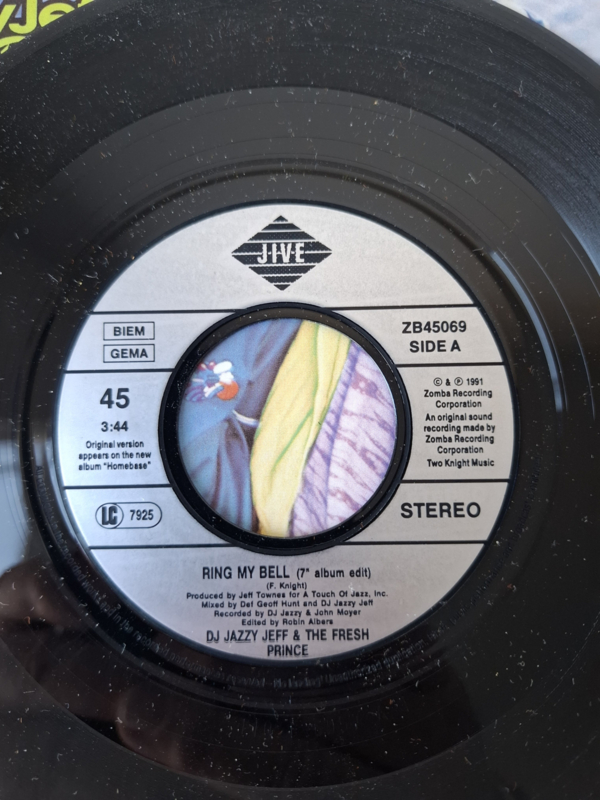 JIVE
BIEM
GEMA
ZB45069
SIDE A
45
3:44
Original version
appears on the new
album "Homebase"
© & ℗ 1991
Zomba Recording
Corporation
An original sound
recording made by
Zomba Recording
Corporation
Two Knight Music
LC 7925
STEREO
RING MY BELL (7" album edit)
(F. Knight)
Produced by Jeff Townes for A Touch Of Jazz, Inc.
Mixed by Def Geoff Hunt and DJ Jazzy Jeff
Recorded by DJ Jazzy & John Moyer
Edited by Robin Albers
DJ JAZZY JEFF & THE FRESH
PRINCE